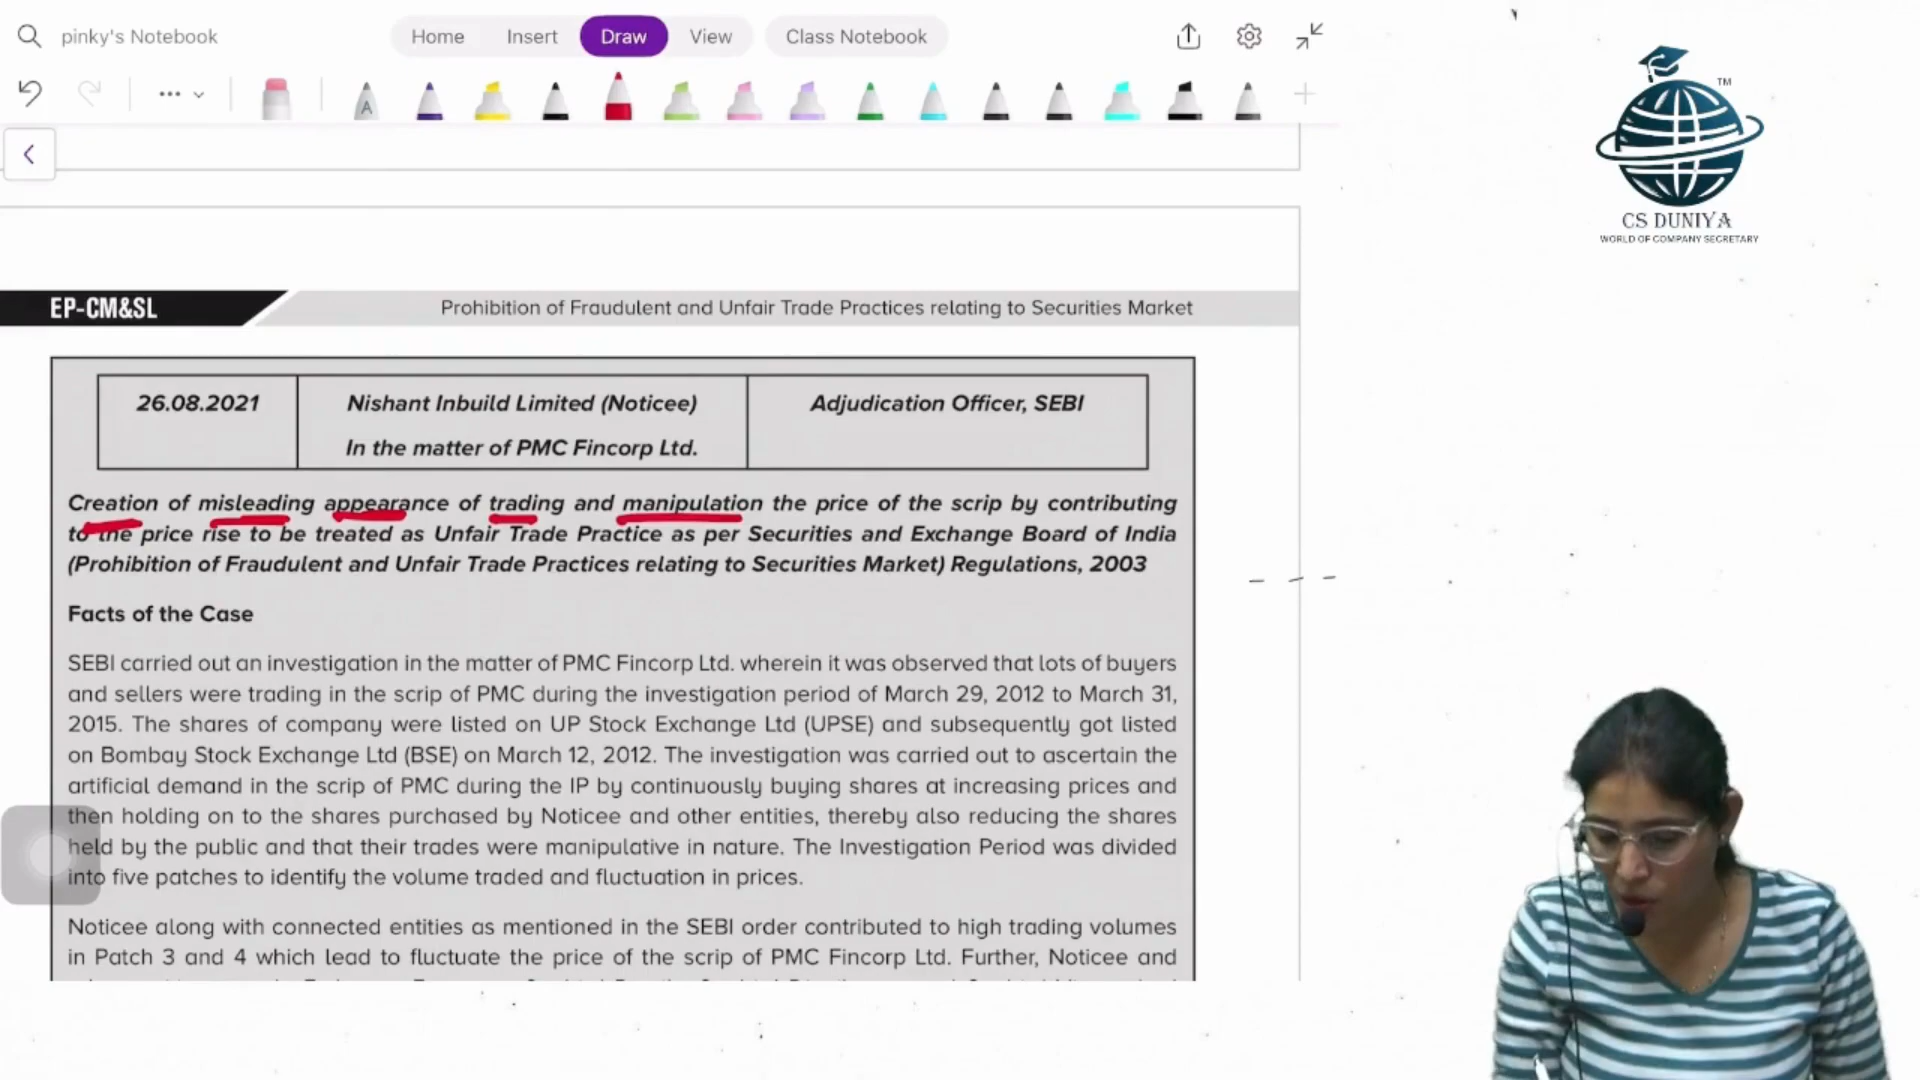 pinky's Notebook
Home Insert Draw View Class Notebook
A
TM
CS DUNIYA
WORLD OF COMPANY SECRETARY
EP-CM&SL
Prohibition of Fraudulent and Unfair Trade Practices relating to Securities Market
26.08.2021
Nishant Inbuild Limited (Noticee)
In the matter of PMC Fincorp Ltd.
Adjudication Officer, SEBI
Creation of misleading appearance of trading and manipulation the price of the scrip by contributing
to the price rise to be treated as Unfair Trade Practice as per Securities and Exchange Board of India
(Prohibition of Fraudulent and Unfair Trade Practices relating to Securities Market) Regulations, 2003
Facts of the Case
SEBI carried out an investigation in the matter of PMC Fincorp Ltd. wherein it was observed that lots of buyers
and sellers were trading in the scrip of PMC during the investigation period of March 29, 2012 to March 31,
2015. The shares of company were listed on UP Stock Exchange Ltd (UPSE) and subsequently got listed
on Bombay Stock Exchange Ltd (BSE) on March 12, 2012. The investigation was carried out to ascertain the
artificial demand in the scrip of PMC during the IP by continuously buying shares at increasing prices and
then holding on to the shares purchased by Noticee and other entities, thereby also reducing the shares
held by the public and that their trades were manipulative in nature. The Investigation Period was divided
into five patches to identify the volume traded and fluctuation in prices.
Noticee along with connected entities as mentioned in the SEBI order contributed to high trading volumes
in Patch 3 and 4 which lead to fluctuate the price of the scrip of PMC Fincorp Ltd. Further, Noticee and